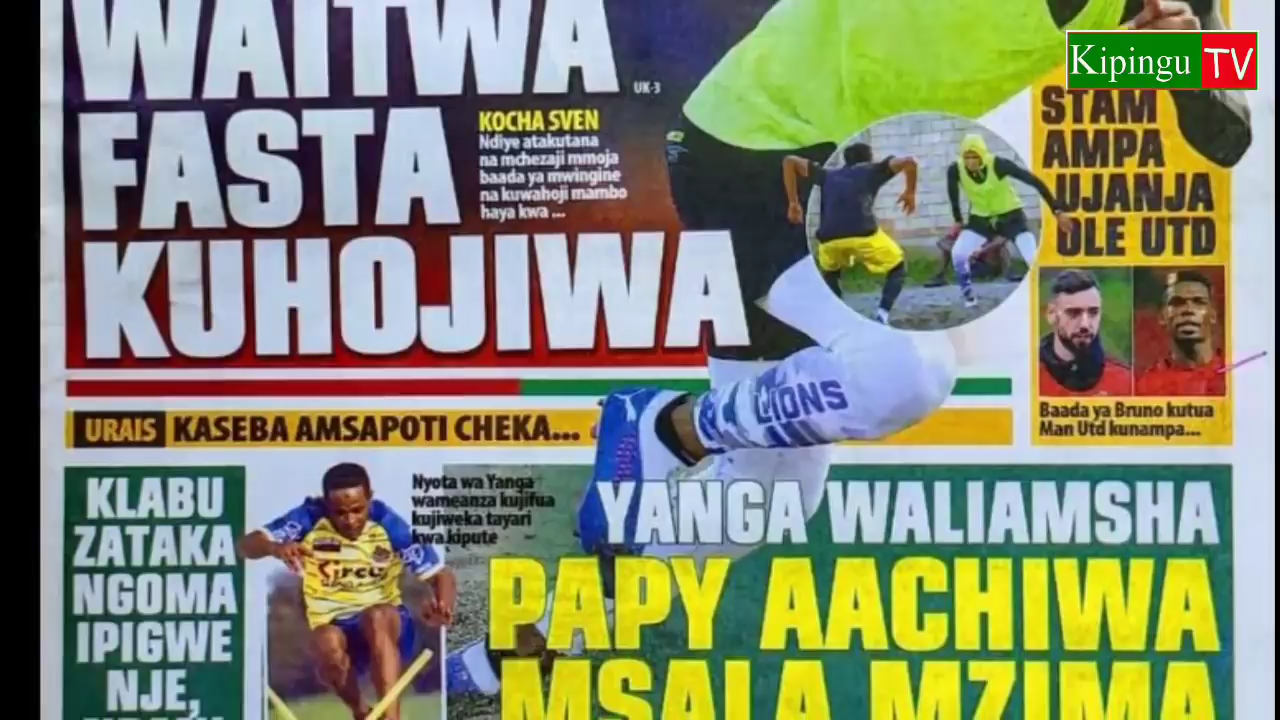 WAITWA
FASTA
KUHOJIWA
UK-3
KOCHA SVEN
Ndiye atakutana
na mchezaji mmoja
baada ya mwingine
na kuwahoji mambo
haya kwa ...
Kipingu TV
STAM
AMPA
UJANJA
OLE UTD
Baada ya Bruno kutua
Man Utd kunampa...
LIONS
URAIS KASEBA AMSAPOTI CHEKA...
KLABU
ZATAKA
NGOMA
IPIGWE
NJE,
Nyota wa Yanga
wameanza kujifua
kujiweka tayari
kwa kipute
YANGA WALIAMSHA
PAPY AACHIWA
MSALA MZIMA